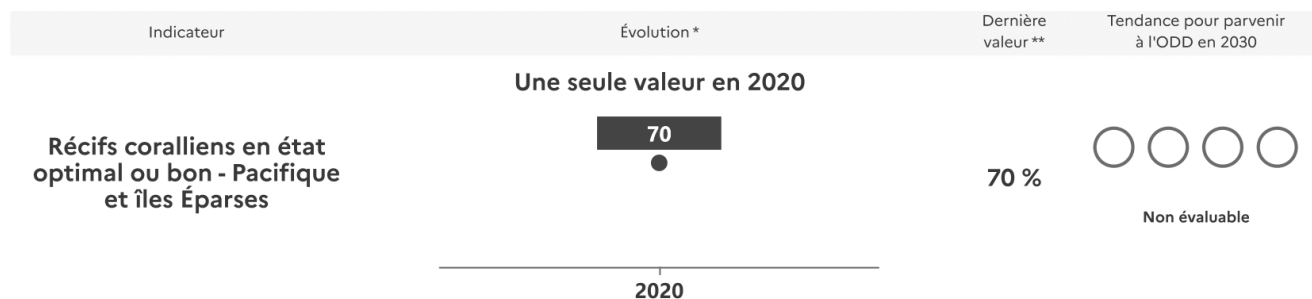 Indicateur
Évolution *
Dernière
valeur **
Tendance pour parvenir
à l'ODD en 2030
Une seule valeur en 2020
70
Récifs coralliens en état
optimal ou bon - Pacifique
et îles Éparses
70 %
Non évaluable
2020